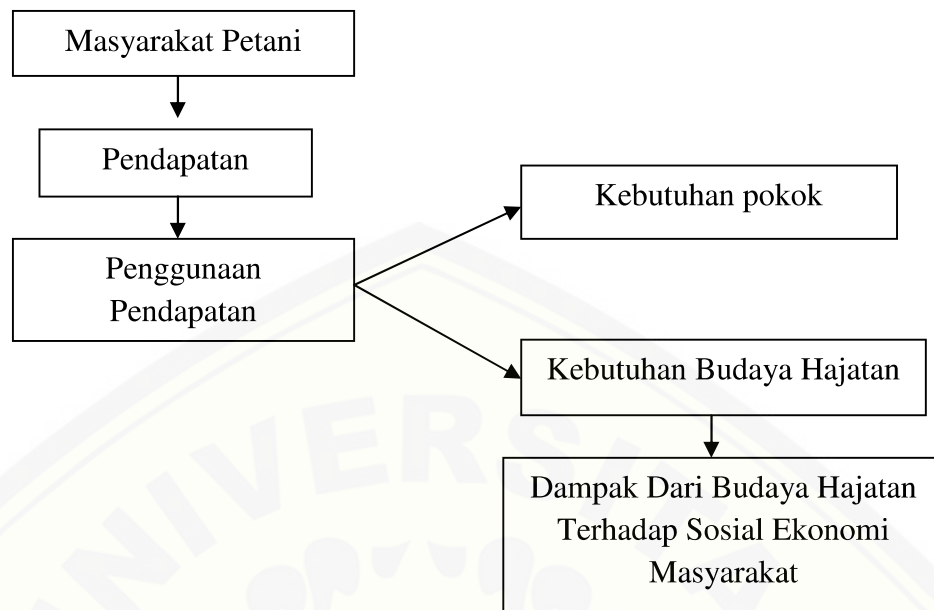 Masyarakat Petani
Pendapatan
Penggunaan
Pendapatan
Kebutuhan pokok
Kebutuhan Budaya Hajatan
Dampak Dari Budaya Hajatan
Terhadap Sosial Ekonomi
Masyarakat